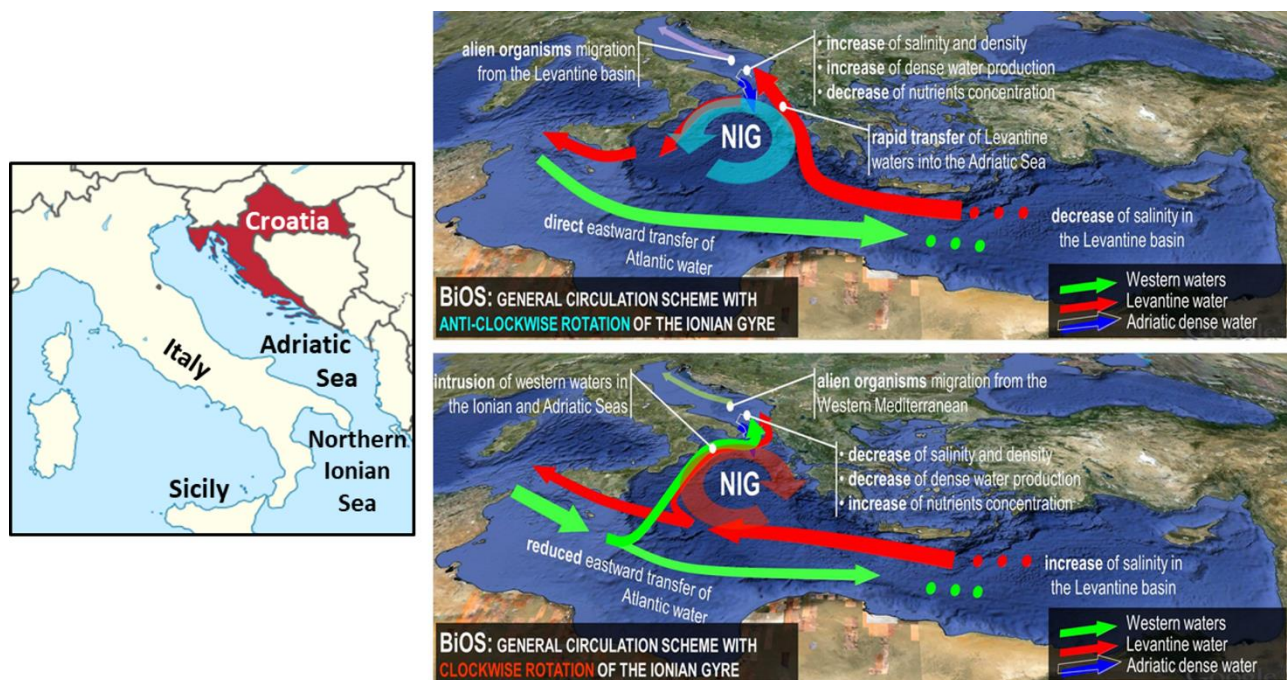 Croatia
Italy
Adriatic
Sea
Northern
Ionian
Sea
Sicily
alien organisms migration
from the Levantine basin
• increase of salinity and density
• increase of dense water production
• decrease of nutrients concentration
NIG
rapid transfer of Levantine
waters into the Adriatic Sea
direct eastward transfer of
Atlantic water
decrease of salinity in
the Levantine basin
BiOS: GENERAL CIRCULATION SCHEME WITH
ANTI-CLOCKWISE ROTATION OF THE IONIAN GYRE
Western waters
Levantine water
Adriatic dense water
intrusion of western waters in
the Ionian and Adriatic Seas
alien organisms migration from the
Western Mediterranean
• decrease of salinity and density
• decrease of dense water production
• increase of nutrients concentration
NIG
reduced eastward transfer of
Atlantic water
increase of salinity in
the Levantine basin
BiOS: GENERAL CIRCULATION SCHEME WITH
CLOCKWISE ROTATION OF THE IONIAN GYRE
Western waters
Levantine water
Adriatic dense water